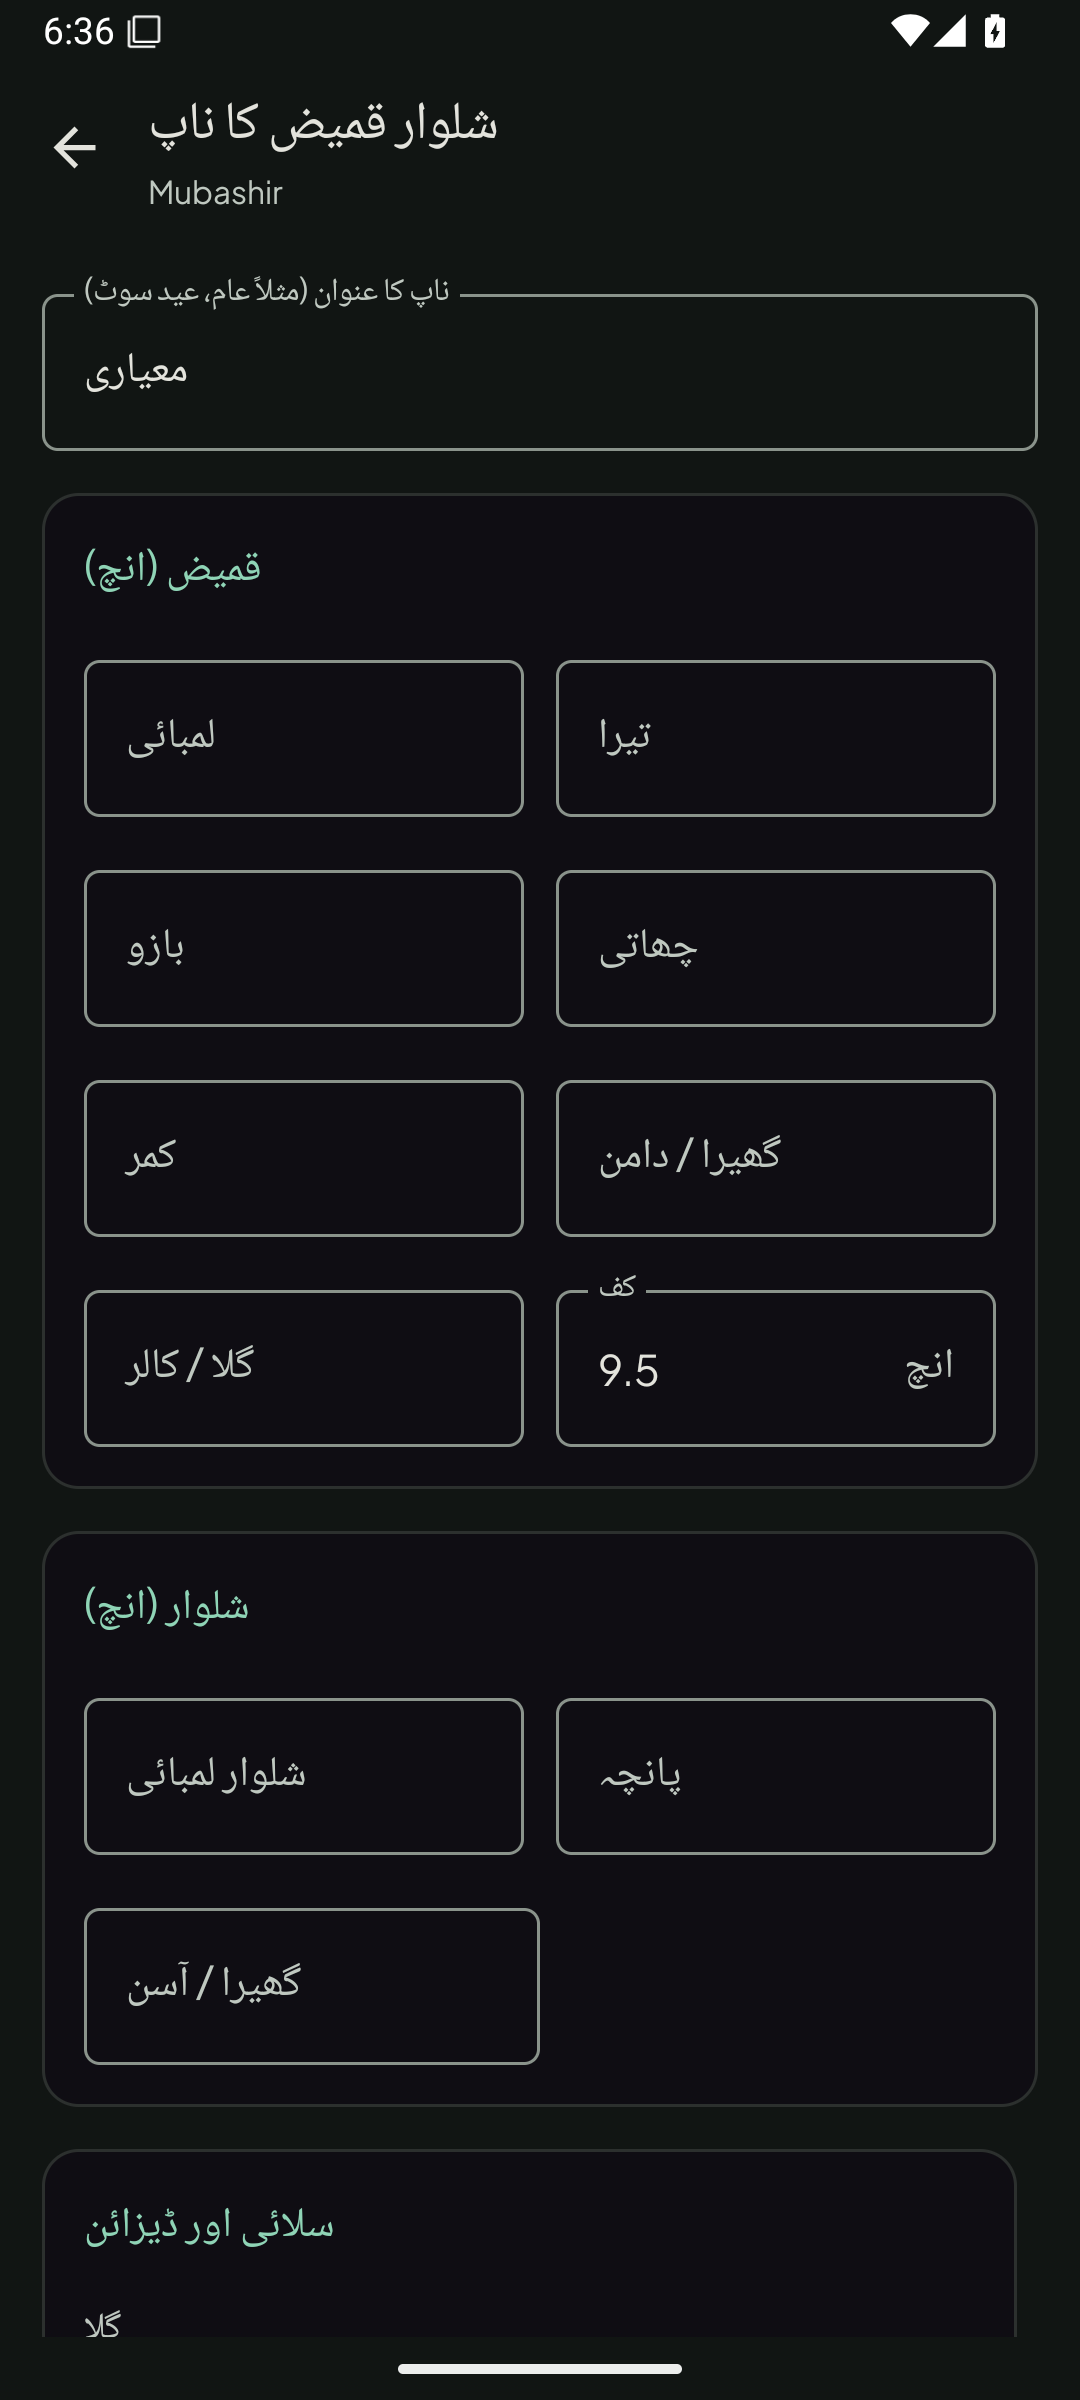 6:36
شلوار قمیض کا ناپ
Mubashir
ناپ کا عنوان (مثلاً عام، عید سوٹ)
معیاری
قمیض (انچ)
لمبائی
تیرا
بازو
چھاتی
کمر
گھیرا / دامن
گلا / کالر
کف
9.5
انچ
شلوار (انچ)
شلوار لمبائی
پانچہ
گھیرا / آسن
سلائی اور ڈیزائن
گلا